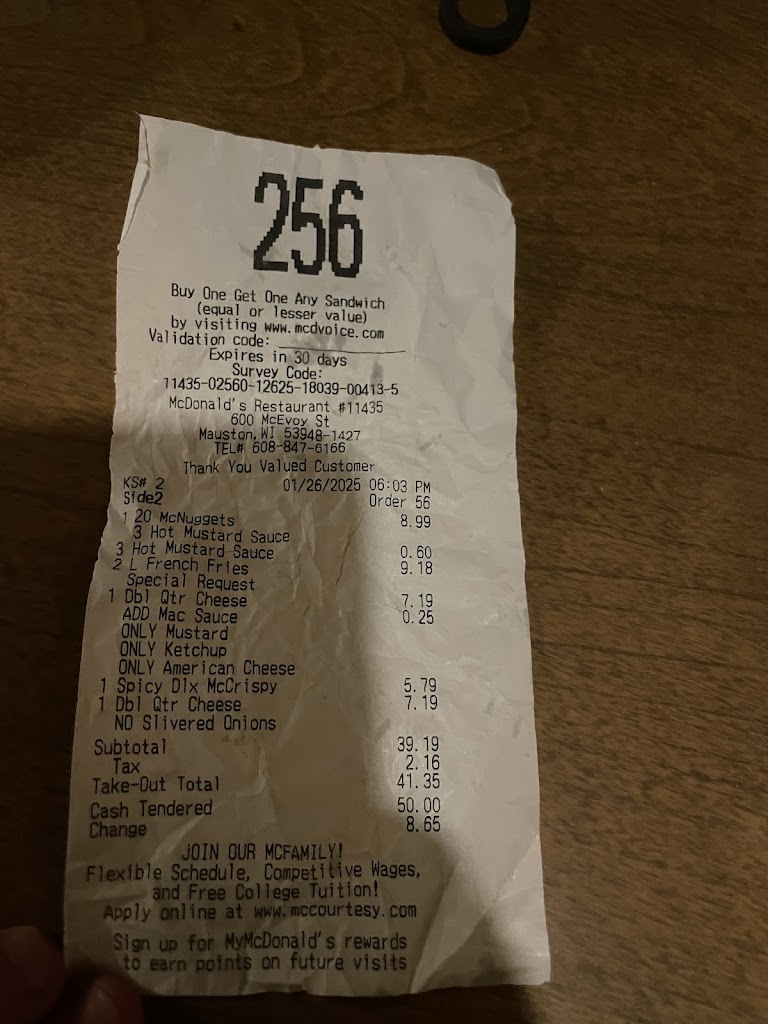 256
Buy One Get One Any Sandwich
(equal or lesser value)
by visiting www.mcdvoice.com
Validation code: ____________
Expires in 30 days
Survey Code:
11435-02560-12625-18039-00413-5
McDonald's Restaurant #11435
600 McEvoy St
Mauston,WI 53948-1427
TEL# 608-847-6166
Thank You Valued Customer
KS# 2 01/26/2025 06:03 PM
Side2 Order 56
1 20 McNuggets 8.99
3 Hot Mustard Sauce
3 Hot Mustard Sauce 0.60
2 L French Fries 9.18
Special Request
1 Dbl Qtr Cheese 7.19
ADD Mac Sauce 0.25
ONLY Mustard
ONLY Ketchup
ONLY American Cheese
1 Spicy Dlx McCrispy 5.79
1 Dbl Qtr Cheese 7.19
NO Slivered Onions
Subtotal 39.19
Tax 2.16
Take-Out Total 41.35
Cash Tendered 50.00
Change 8.65
JOIN OUR MCFAMILY!
Flexible Schedule, Competitive Wages,
and Free College Tuition!
Apply online at www.mccourtesy.com
Sign up for MyMcDonald's rewards
to earn points on future visits